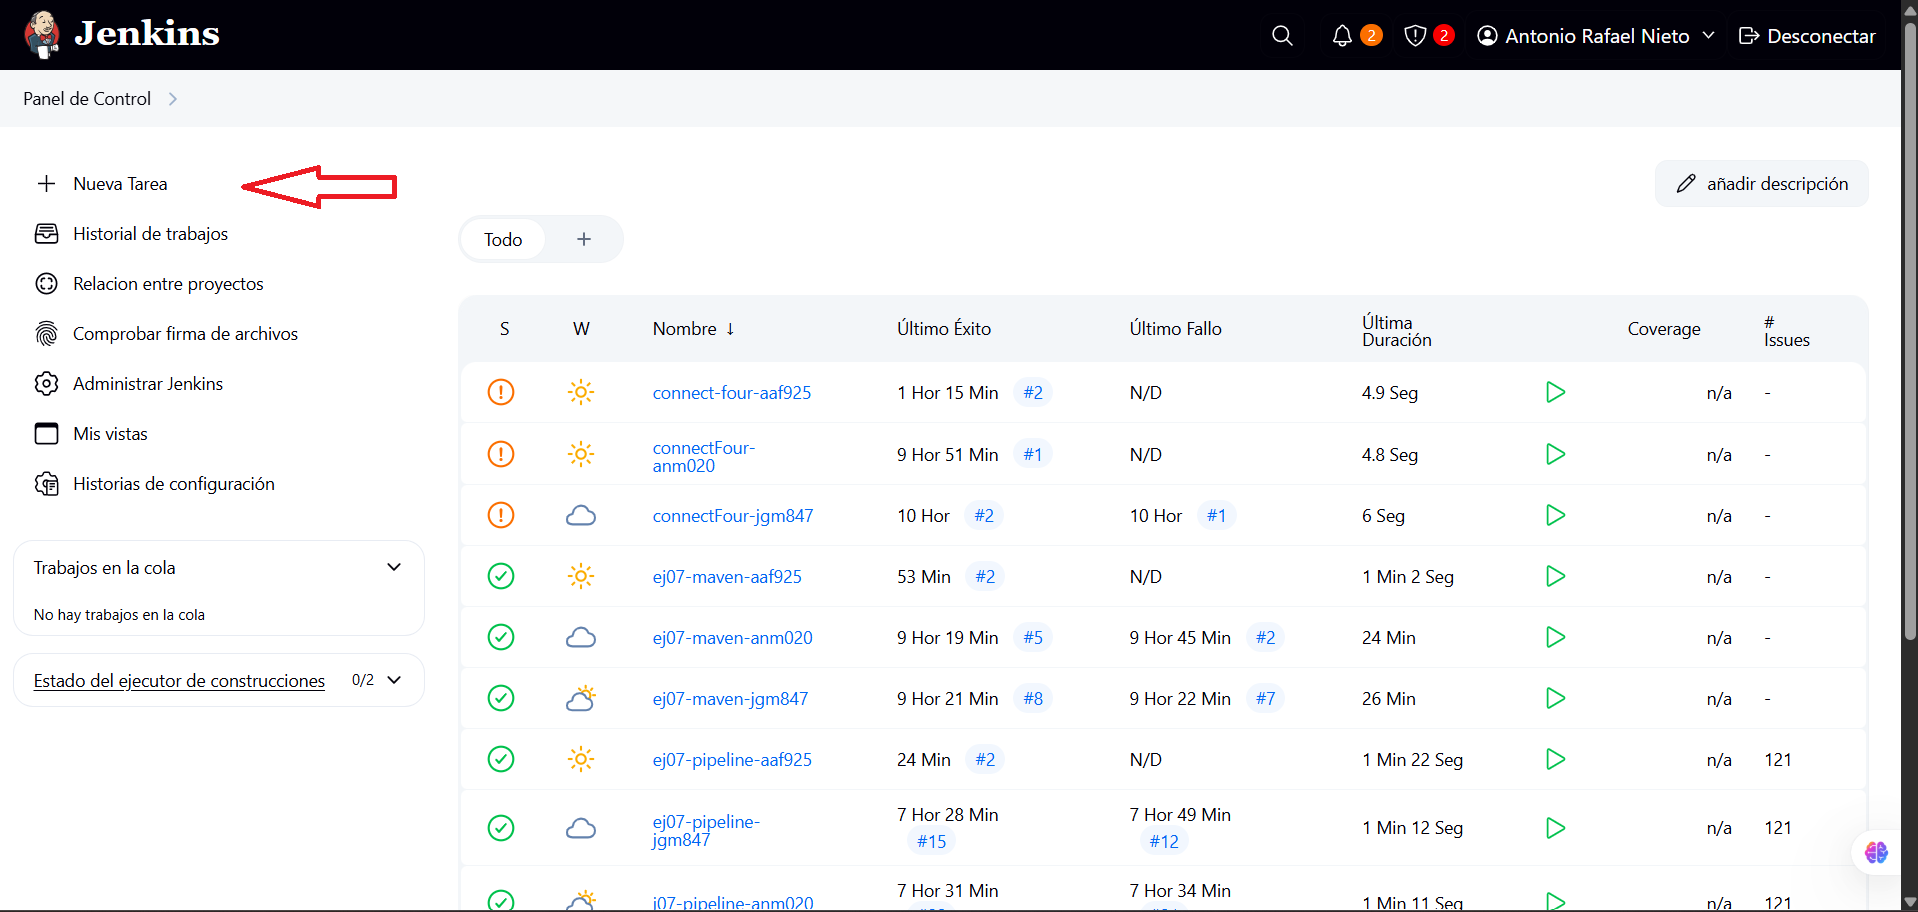 Jenkins
2
2
Antonio Rafael Nieto
Desconectar
Panel de Control
Nueva Tarea
Historial de trabajos
Relacion entre proyectos
Comprobar firma de archivos
Administrar Jenkins
Mis vistas
Historias de configuración
Trabajos en la cola
No hay trabajos en la cola
Estado del ejecutor de construcciones 0/2
añadir descripción
Todo +
S W Nombre ↓ Último Éxito Último Fallo Última Duración Coverage # Issues
connect-four-aaf925 1 Hor 15 Min #2 N/D 4.9 Seg n/a -
connectFour-anm020 9 Hor 51 Min #1 N/D 4.8 Seg n/a -
connectFour-jgm847 10 Hor #2 10 Hor #1 6 Seg n/a -
ej07-maven-aaf925 53 Min #2 N/D 1 Min 2 Seg n/a -
ej07-maven-anm020 9 Hor 19 Min #5 9 Hor 45 Min #2 24 Min n/a -
ej07-maven-jgm847 9 Hor 21 Min #8 9 Hor 22 Min #7 26 Min n/a -
ej07-pipeline-aaf925 24 Min #2 N/D 1 Min 22 Seg n/a 121
ej07-pipeline-jgm847 7 Hor 28 Min #15 7 Hor 49 Min #12 1 Min 12 Seg n/a 121
j07-pipeline-anm020 7 Hor 31 Min 7 Hor 34 Min 1 Min 11 Seg n/a 121